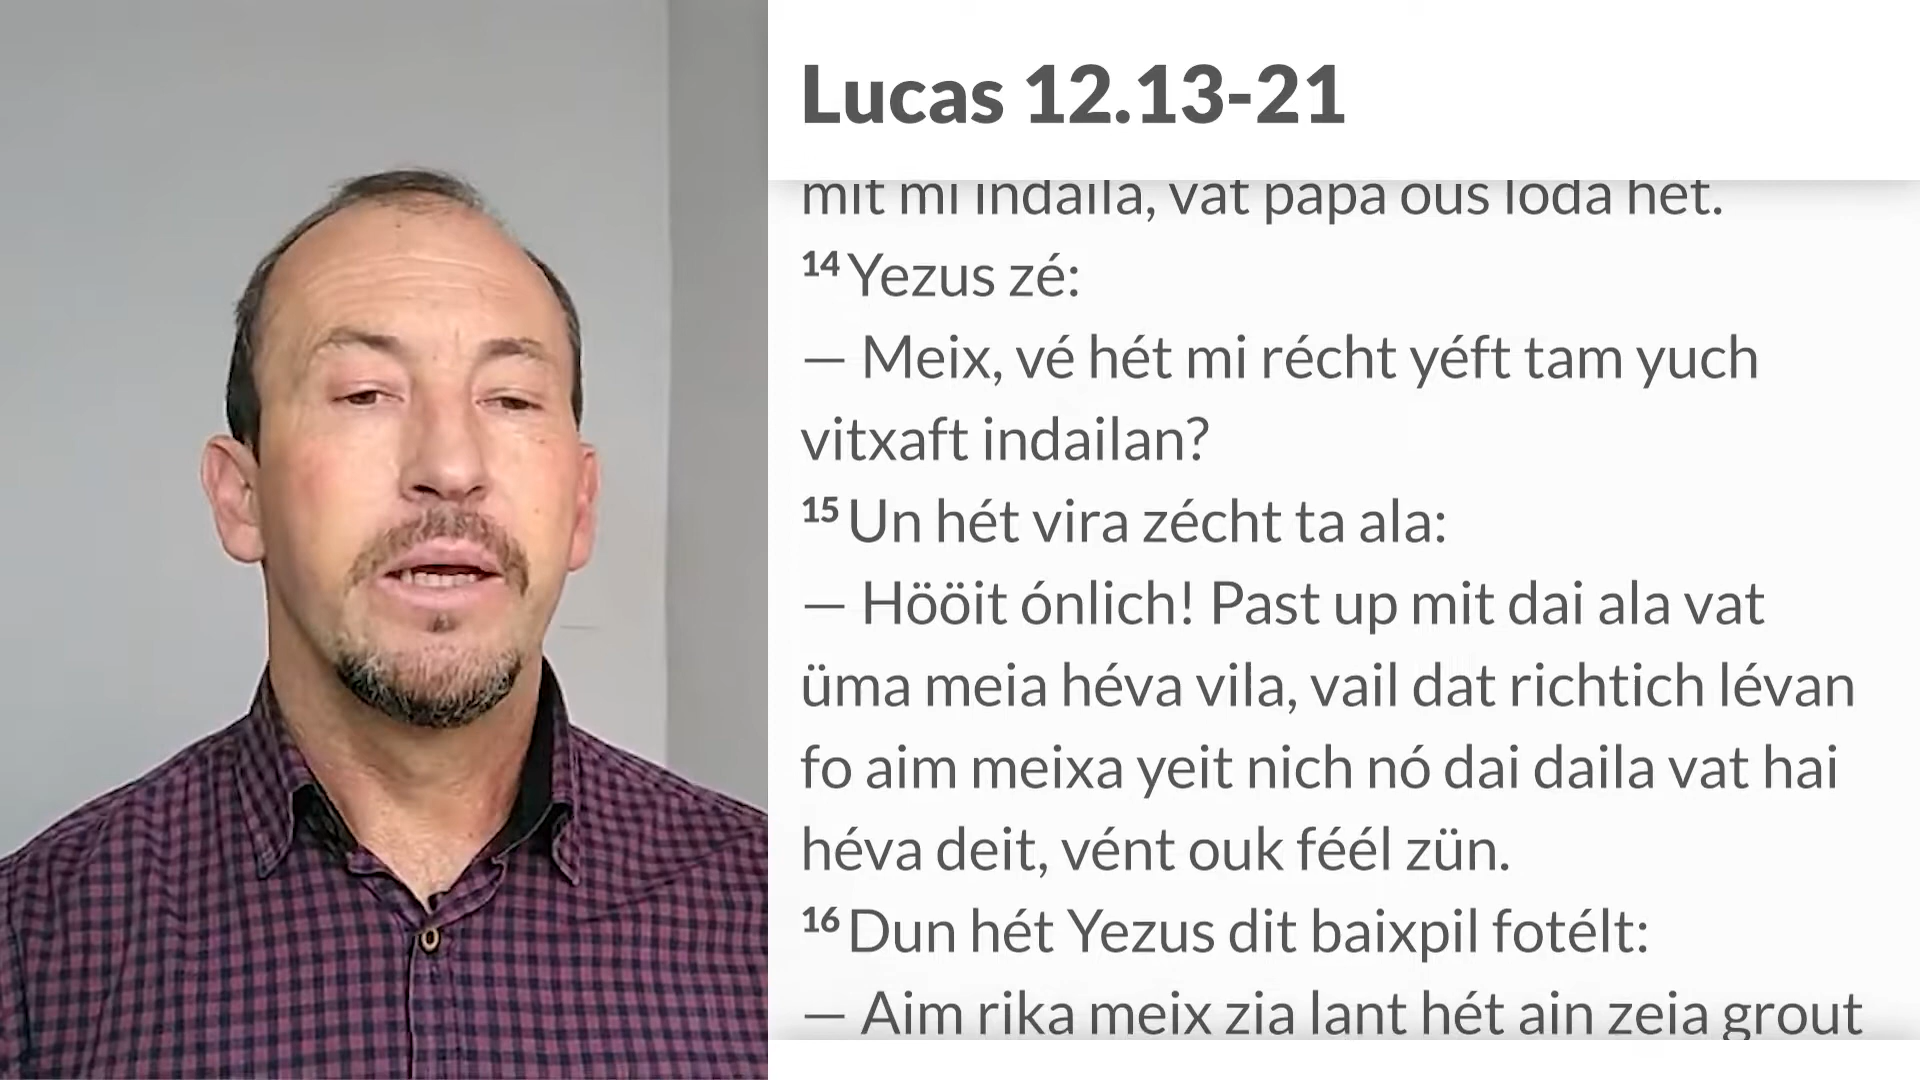 Lucas 12.13-21
mit mi indaila, vat papa ous loda hét.
14 Yezus zé:
— Meix, vé hét mi récht yéft tam yuch
vitxaft indailan?
15 Un hét vira zécht ta ala:
— Hööit ónlich! Past up mit dai ala vat
üma meia héva vila, vail dat richtich lévan
fo aim meixa yeit nich nó dai daila vat hai
héva deit, vént ouk féél zün.
16 Dun hét Yezus dit baixpil fotélt:
— Aim rika meix zia lant hét ain zeia grout